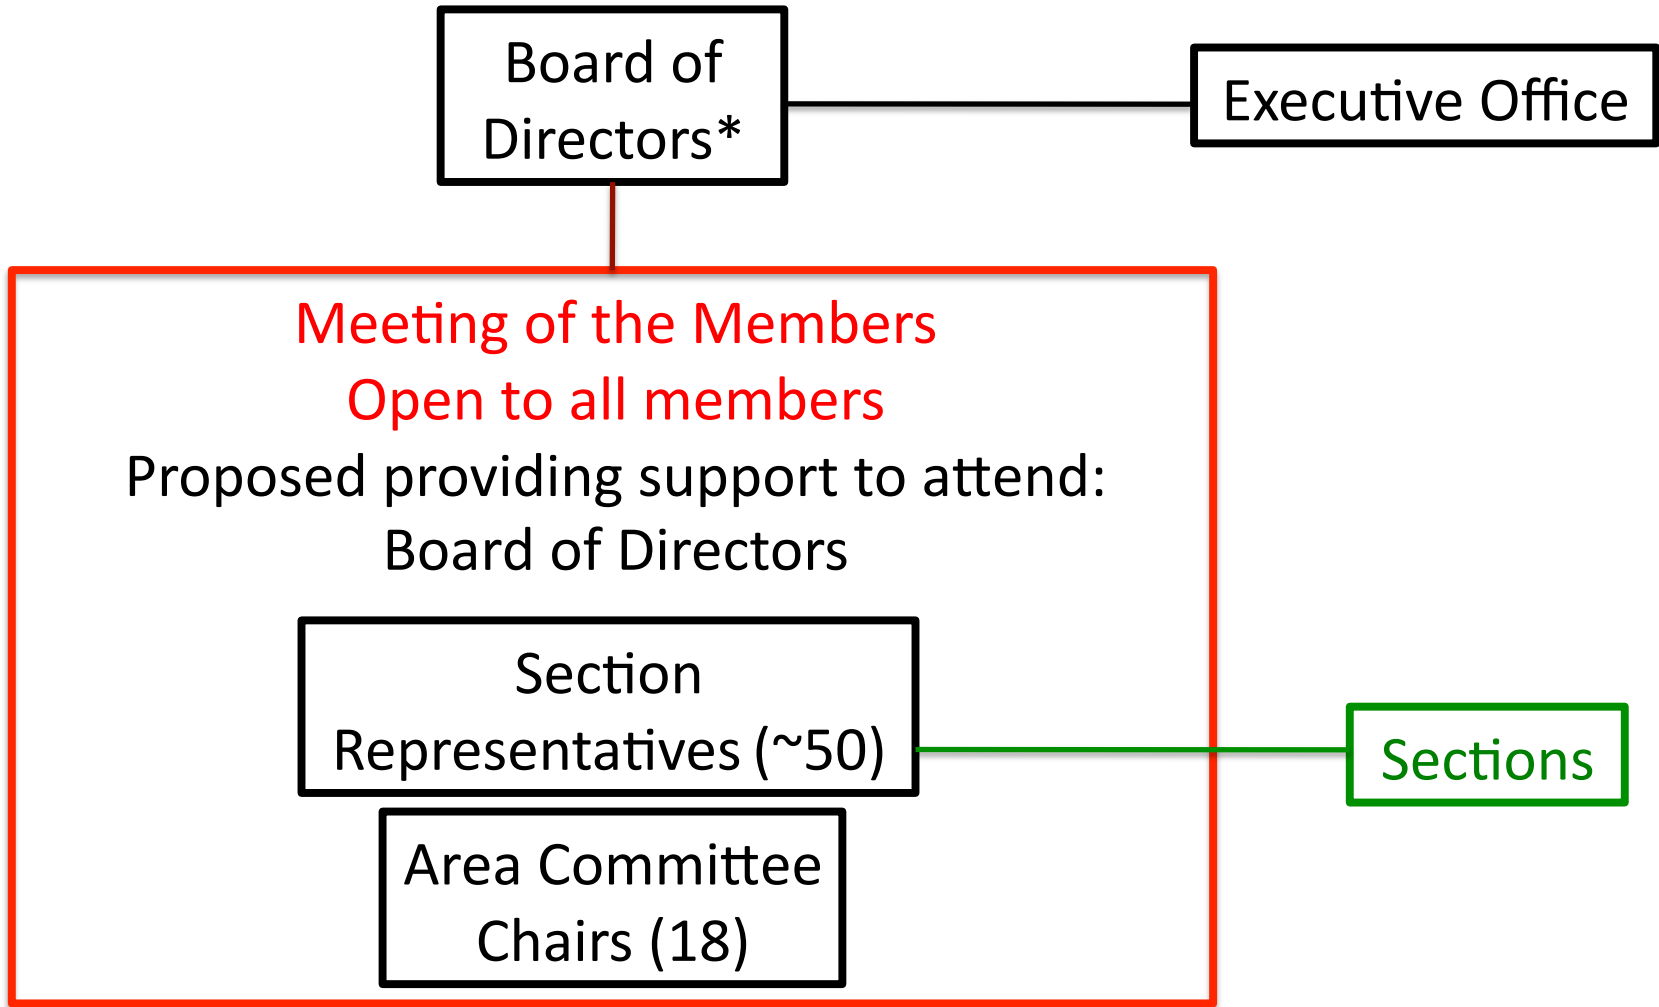 Board of
Directors*
Executive Office
Meeting of the Members
Open to all members
Proposed providing support to attend:
Board of Directors
Section
Representatives (~50)
Sections
Area Committee
Chairs (18)